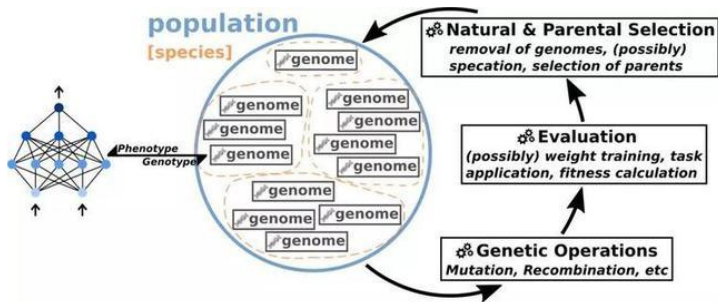 population
[species]
genome
genome
genome
genome
genome
genome
genome
genome
genome
genome
genome
genome
Phenotype
Genotype
Natural & Parental Selection
removal of genomes, (possibly)
specation, selection of parents
Evaluation
(possibly) weight training, task
application, fitness calculation
Genetic Operations
Mutation, Recombination, etc